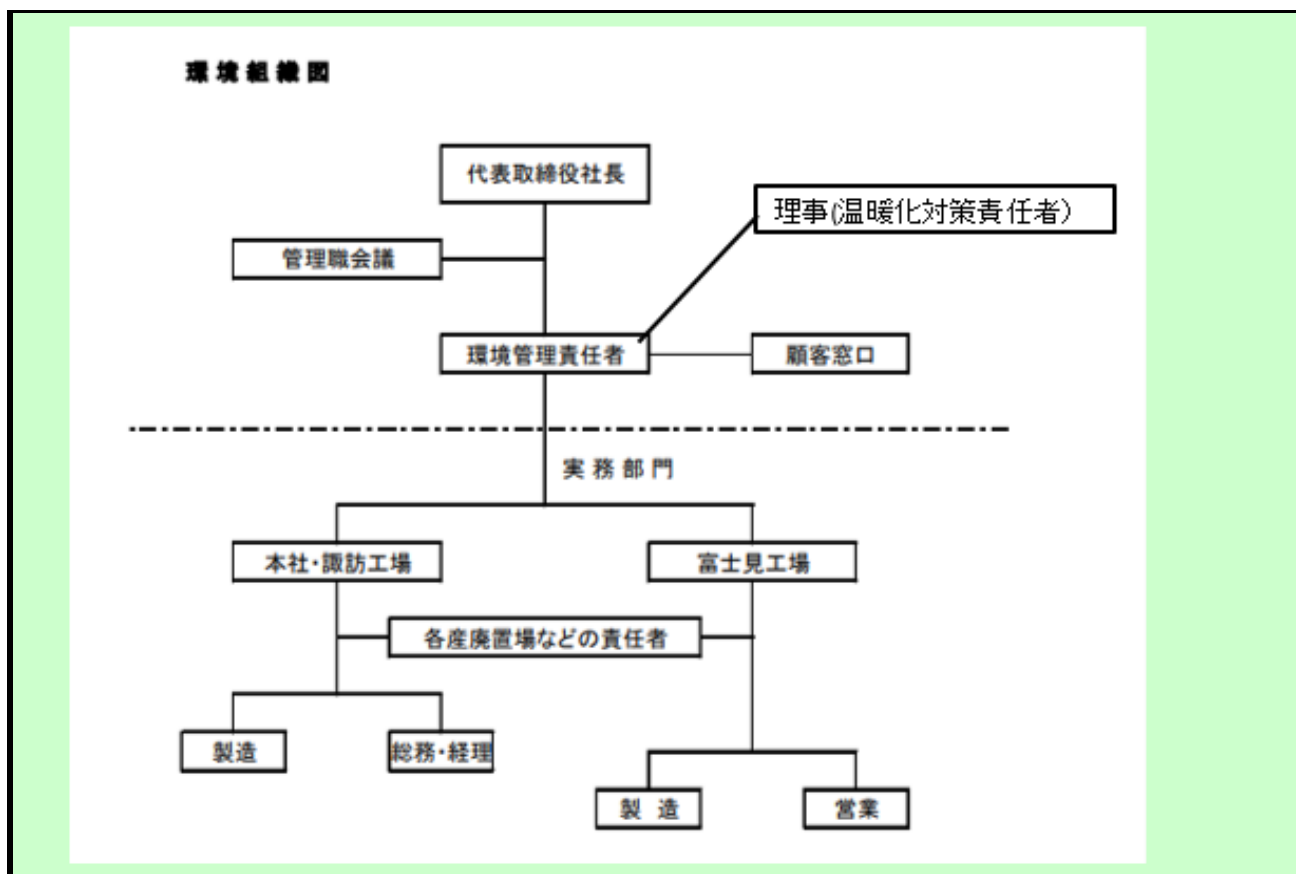 環境組織図
代表取締役社長
理事(温暖化対策責任者)
管理職会議
環境管理責任者
顧客窓口
実務部門
本社・諏訪工場
富士見工場
各産廃置場などの責任者
製造
総務・経理
製造
営業